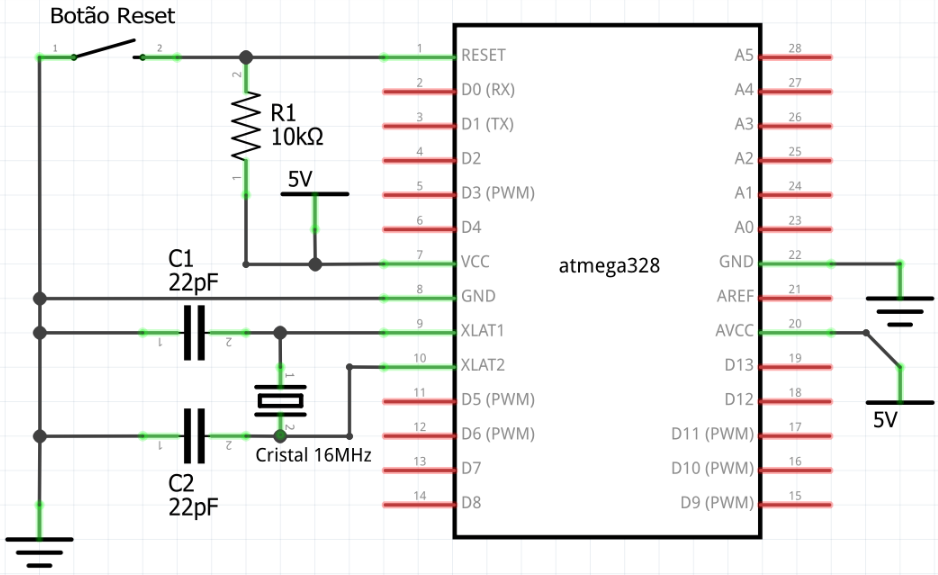 Botão Reset
1
2
2
R1
10kΩ
1
5V
C1
22pF
1
2
1
2
Cristal 16MHz
C2
22pF
1
2
atmega328
1 RESET
2 D0 (RX)
3 D1 (TX)
4 D2
5 D3 (PWM)
6 D4
7 VCC
8 GND
9 XLAT1
10 XLAT2
11 D5 (PWM)
12 D6 (PWM)
13 D7
14 D8
A5 28
A4 27
A3 26
A2 25
A1 24
A0 23
GND 22
AREF 21
AVCC 20
D13 19
D12 18
D11 (PWM) 17
D10 (PWM) 16
D9 (PWM) 15
5V